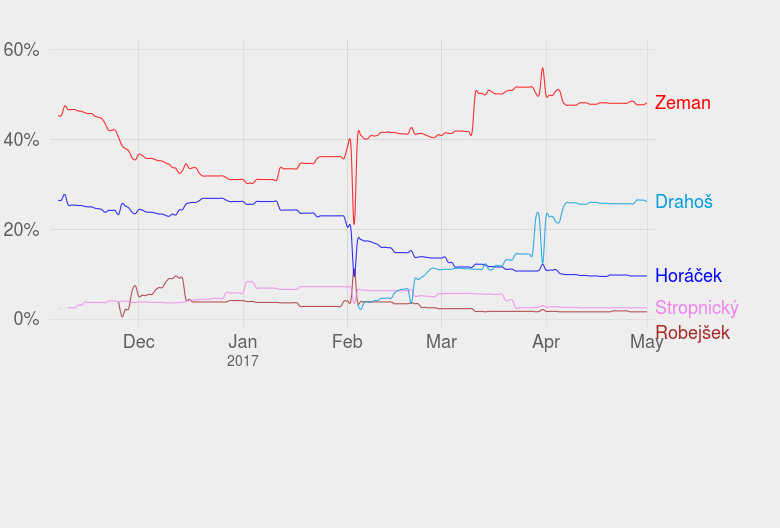 60%
40%
20%
0%
Zeman
Drahoš
Horáček
Stropnický
Robejšek
Dec
Jan
Feb
Mar
Apr
May
2017